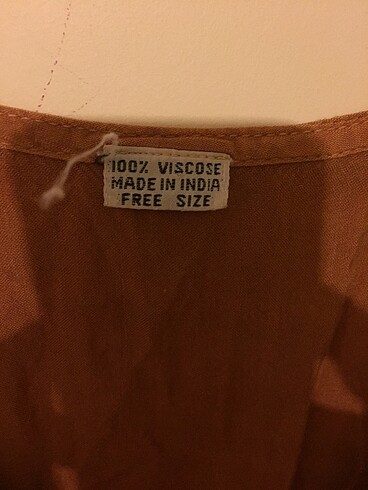 100% VISCOSE
MADE IN INDIA
FREE SIZE